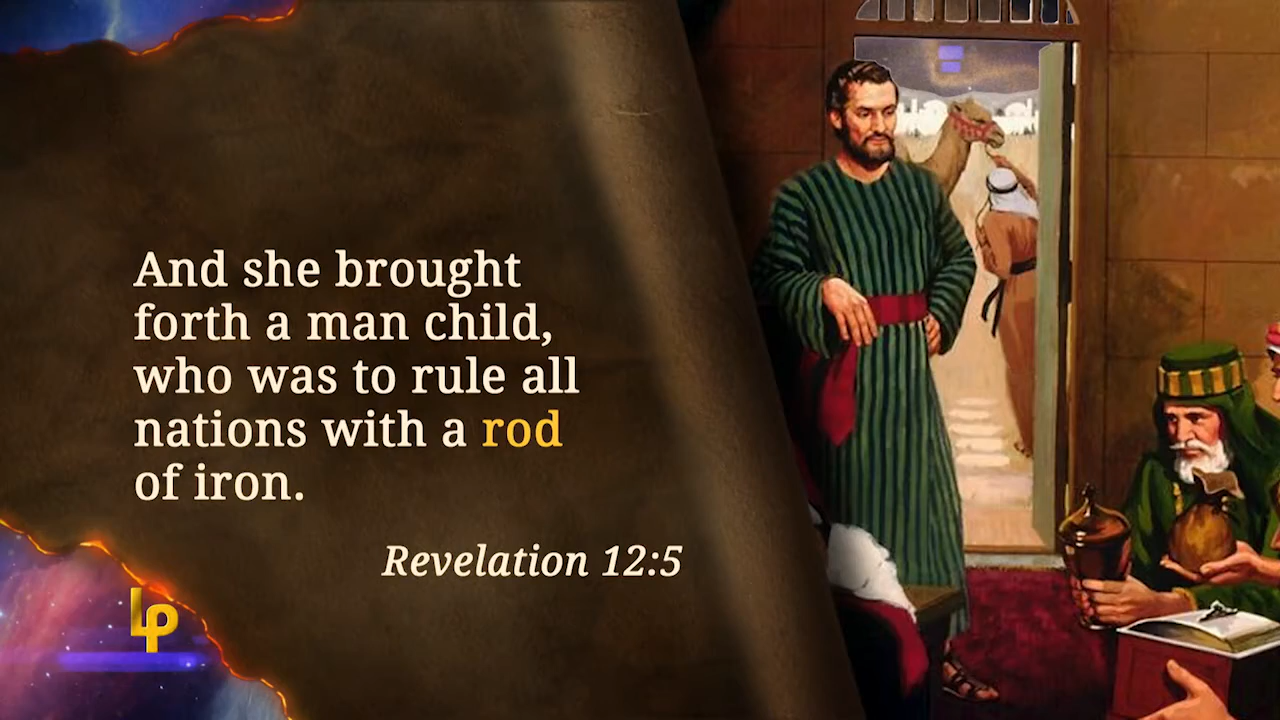 And she brought
forth a man child,
who was to rule all
nations with a rod
of iron.
Revelation 12:5
LP